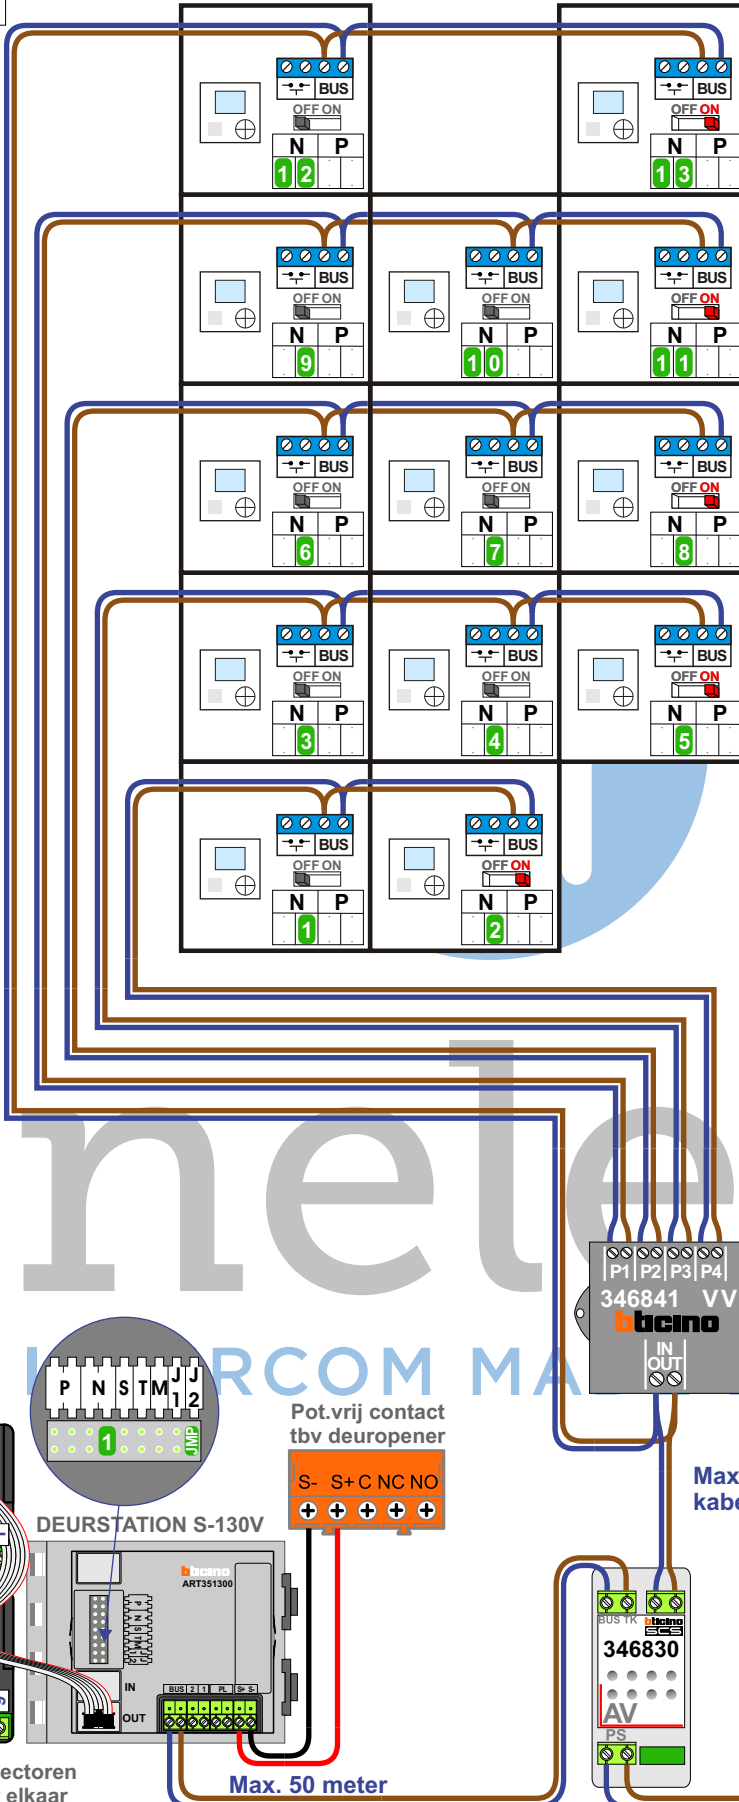 BUS BUS
OFF ON OFF ON
N P N P
1 2 1 3
BUS BUS BUS
OFF ON OFF ON OFF ON
N P N P N P
9 1 0 1 1
BUS BUS BUS
OFF ON OFF ON OFF ON
N P N P N P
6 7 8
BUS BUS BUS
OFF ON OFF ON OFF ON
N P N P N P
3 4 5
BUS BUS
OFF ON OFF ON
N P N P
1 2
nele
P1 P2 P3 P4
346841 VV
bticino
IN
OUT
RCOM MA
P N S T M J1 J2
1 JMP
Pot.vrij contact
tbv deuropener
S- S+ C NC NO
Max
kabe
DEURSTATION S-130V
bticino
ART351300
P N S T M J1 J2
IN
OUT
BUS 2 1 PL S+ S-
BUS TK bticino
SCS
346830
AV
PS
ectoren
elkaar
Max. 50 meter